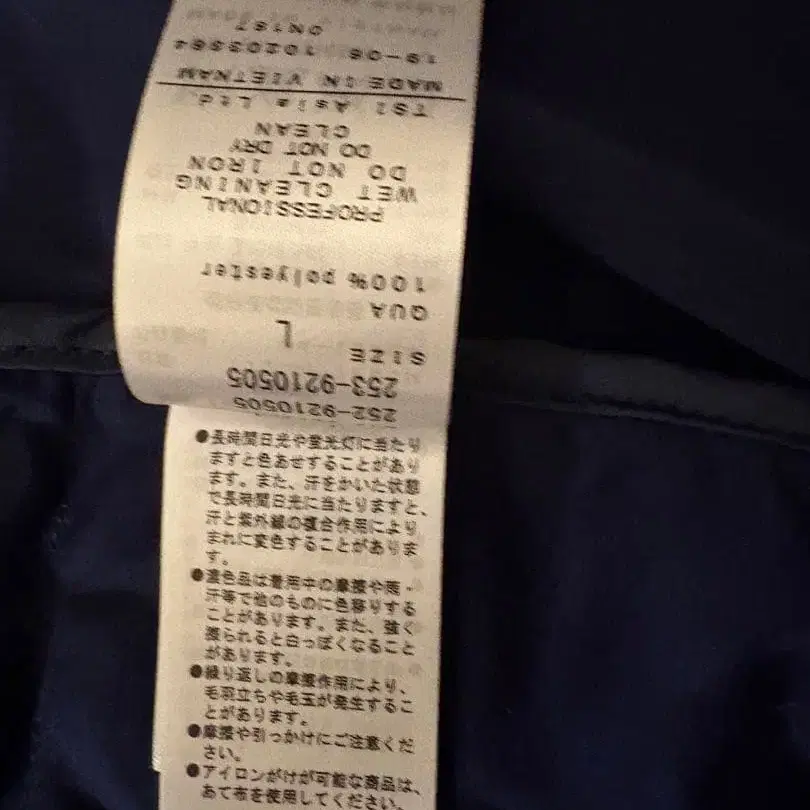 252-9210505
253-9210505
SIZE
L
QUA
100% polyester
PROFESSIONAL
WET CLEANING
DO NOT IRON
DO NOT DRY
CLEAN
TSI Asia Ltd.
MADE IN VIETNAM
●長時間日光や蛍光灯に当たり
ますと色あせすることがあり
ます。また、汗をかいた状態
で長時間日光に当たりますと、
汗と紫外線の複合作用により
まれに変色することがありま
す。
●濃色品は着用中の摩擦や雨・
汗等で他のものに色移りする
ことがあります。また、強く
擦られると白っぽくなること
があります。
●繰り返しの摩擦作用により、
毛羽立ちや毛玉が発生するこ
とがあります。
●摩擦や引っかけにご注意くだ
さい。
●アイロンがけが可能な商品は、
あて布を使用してください。